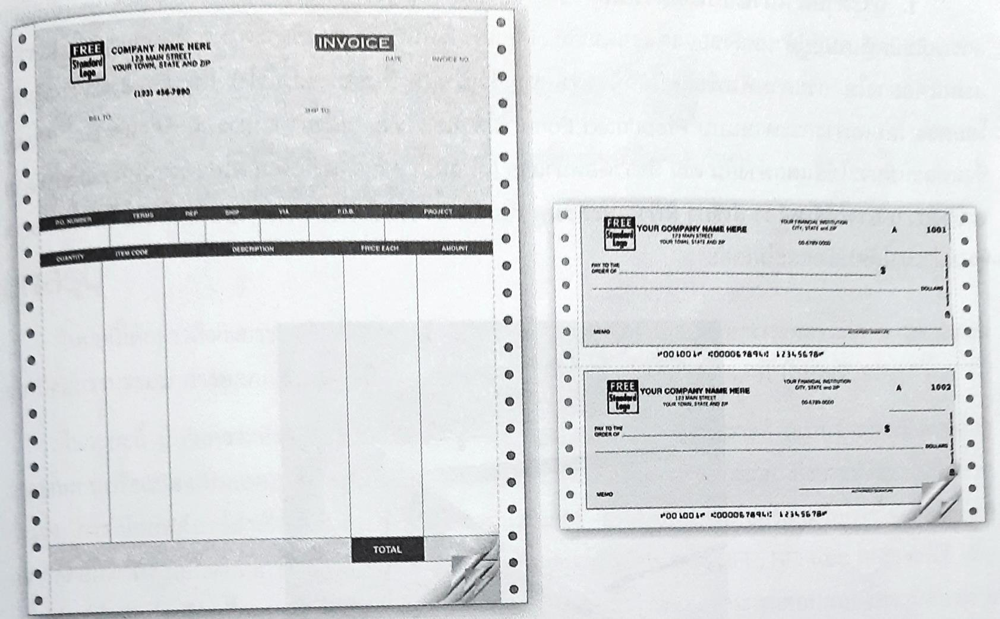 FREE
Standard
Logo
COMPANY NAME HERE
123 MAIN STREET
YOUR TOWN, STATE AND ZIP
(123) 456-7890
INVOICE
DATE INVOICE NO.
BILL TO
SHIP TO
P.O. NUMBER TERMS REP SHIP VIA F.O.B. PROJECT
QUANTITY ITEM CODE DESCRIPTION PRICE EACH AMOUNT
TOTAL
FREE
Standard
Logo
YOUR COMPANY NAME HERE
123 MAIN STREET
YOUR TOWN, STATE AND ZIP
YOUR FINANCIAL INSTITUTION
CITY, STATE and ZIP
00-6789-0000
A 1001
PAY TO THE
ORDER OF $
DOLLARS
MEMO
AUTHORIZED SIGNATURE
⑈001001⑈ ⑆000067894⑆ 12345678⑈
FREE
Standard
Logo
YOUR COMPANY NAME HERE
123 MAIN STREET
YOUR TOWN, STATE AND ZIP
YOUR FINANCIAL INSTITUTION
CITY, STATE and ZIP
00-6789-0000
A 1002
PAY TO THE
ORDER OF $
DOLLARS
MEMO
AUTHORIZED SIGNATURE
⑈001001⑈ ⑆000067894⑆ 12345678⑈